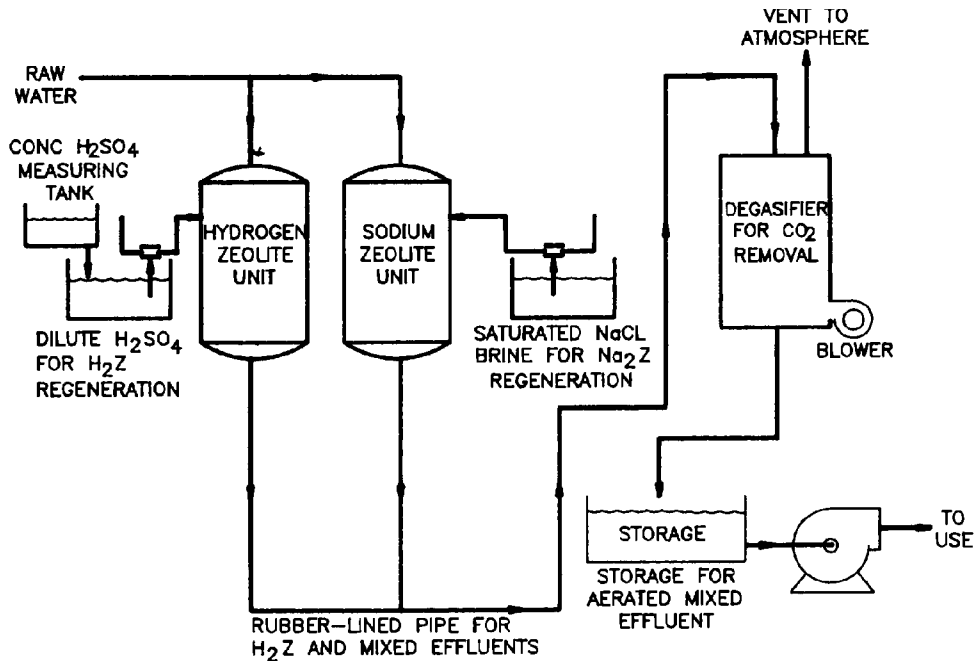 VENT TO
ATMOSPHERE
RAW
WATER
CONC H₂SO₄
MEASURING
TANK
HYDROGEN
ZEOLITE
UNIT
SODIUM
ZEOLITE
UNIT
DEGASIFIER
FOR CO₂
REMOVAL
DILUTE H₂SO₄
FOR H₂Z
REGENERATION
SATURATED NaCL
BRINE FOR Na₂Z
REGENERATION
BLOWER
STORAGE
TO
USE
STORAGE FOR
AERATED MIXED
EFFLUENT
RUBBER-LINED PIPE FOR
H₂Z AND MIXED EFFLUENTS